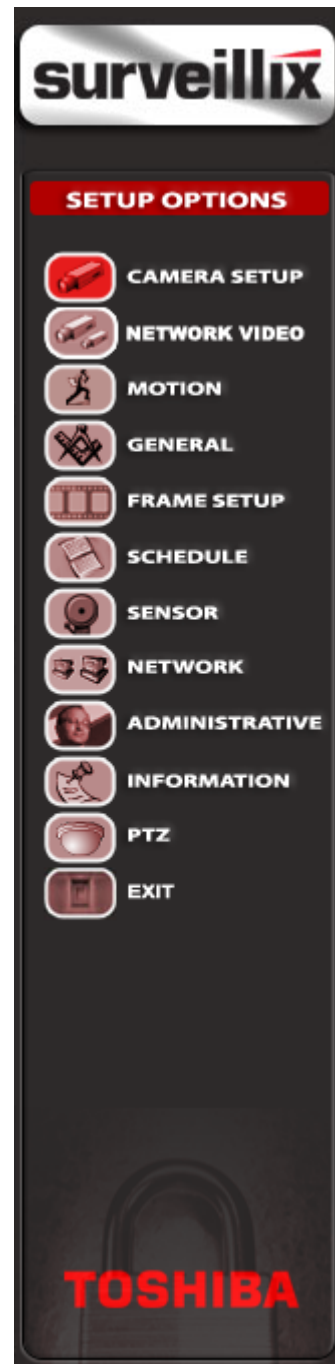 surveillix
SETUP OPTIONS
CAMERA SETUP
NETWORK VIDEO
MOTION
GENERAL
FRAME SETUP
SCHEDULE
SENSOR
NETWORK
ADMINISTRATIVE
INFORMATION
PTZ
EXIT
TOSHIBA